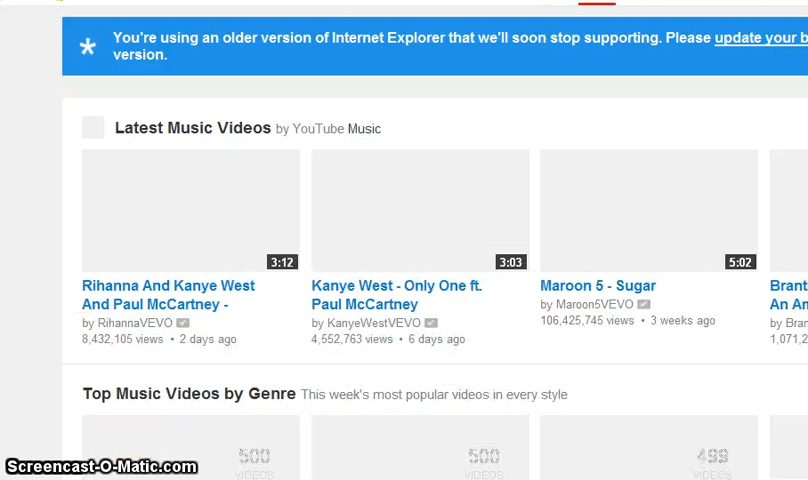 You're using an older version of Internet Explorer that we'll soon stop supporting. Please update your b
version.
Latest Music Videos by YouTube Music
3:12
3:03
5:02
Rihanna And Kanye West
And Paul McCartney -
by RihannaVEVO
8,432,105 views • 2 days ago
Kanye West - Only One ft.
Paul McCartney
by KanyeWestVEVO
4,552,763 views • 6 days ago
Maroon 5 - Sugar
by Maroon5VEVO
106,425,745 views • 3 weeks ago
Brant
An Am
by Bran
1,071,2
Top Music Videos by Genre This week's most popular videos in every style
500
VIDEOS
500
VIDEOS
499
VIDEOS
Screencast-O-Matic.com